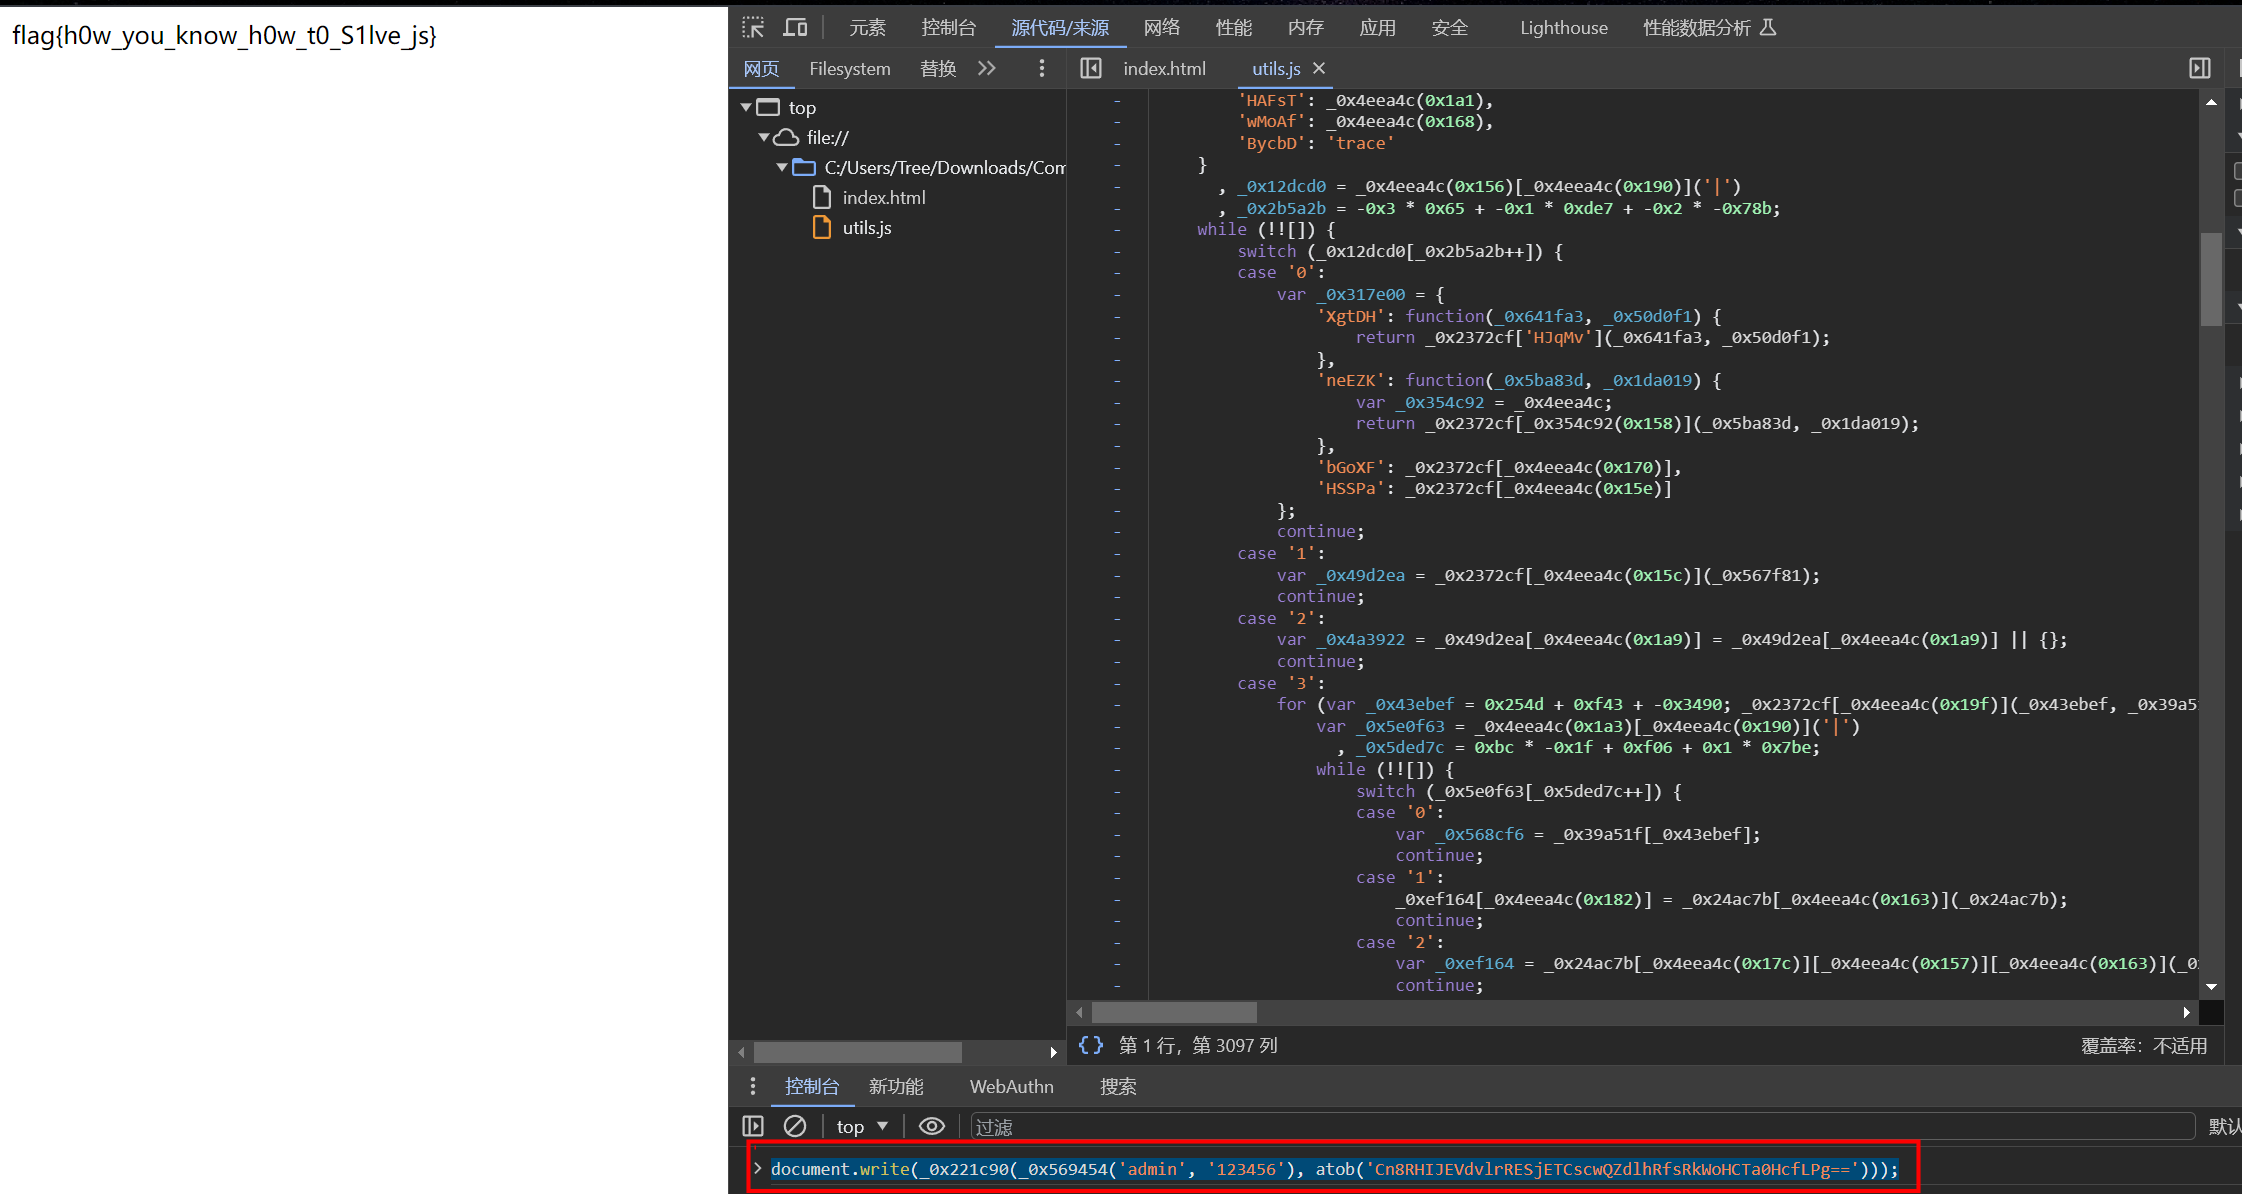 flag{h0w_you_know_h0w_t0_S1lve_js}
元素 控制台 源代码/来源 网络 性能 内存 应用 安全 Lighthouse 性能数据分析
网页 Filesystem 替换 index.html utils.js
top
file://
C:/Users/Tree/Downloads/Com
index.html
utils.js
'HAFsT': _0x4eea4c(0x1a1),
'wMoAf': _0x4eea4c(0x168),
'BycbD': 'trace'
}
, _0x12dcd0 = _0x4eea4c(0x156)[_0x4eea4c(0x190)]('|')
, _0x2b5a2b = -0x3 * 0x65 + -0x1 * 0xde7 + -0x2 * -0x78b;
while (!![]) {
switch (_0x12dcd0[_0x2b5a2b++]) {
case '0':
var _0x317e00 = {
'XgtDH': function(_0x641fa3, _0x50d0f1) {
return _0x2372cf['HJqMv'](_0x641fa3, _0x50d0f1);
},
'neEZK': function(_0x5ba83d, _0x1da019) {
var _0x354c92 = _0x4eea4c;
return _0x2372cf[_0x354c92(0x158)](_0x5ba83d, _0x1da019);
},
'bGoXF': _0x2372cf[_0x4eea4c(0x170)],
'HSSPa': _0x2372cf[_0x4eea4c(0x15e)]
};
continue;
case '1':
var _0x49d2ea = _0x2372cf[_0x4eea4c(0x15c)](_0x567f81);
continue;
case '2':
var _0x4a3922 = _0x49d2ea[_0x4eea4c(0x1a9)] = _0x49d2ea[_0x4eea4c(0x1a9)] || {};
continue;
case '3':
for (var _0x43ebef = 0x254d + 0xf43 + -0x3490; _0x2372cf[_0x4eea4c(0x19f)](_0x43ebef, _0x39a5
var _0x5e0f63 = _0x4eea4c(0x1a3)[_0x4eea4c(0x190)]('|')
, _0x5ded7c = 0xbc * -0x1f + 0xf06 + 0x1 * 0x7be;
while (!![]) {
switch (_0x5e0f63[_0x5ded7c++]) {
case '0':
var _0x568cf6 = _0x39a51f[_0x43ebef];
continue;
case '1':
_0xef164[_0x4eea4c(0x182)] = _0x24ac7b[_0x4eea4c(0x163)](_0x24ac7b);
continue;
case '2':
var _0xef164 = _0x24ac7b[_0x4eea4c(0x17c)][_0x4eea4c(0x157)][_0x4eea4c(0x163)](_0
continue;
{} 第 1 行，第 3097 列 覆盖率：不适用
控制台 新功能 WebAuthn 搜索
top 过滤 默认
document.write(_0x221c90(_0x569454('admin', '123456'), atob('Cn8RHIJEVdvlrRESjETCscwQZdlhRfsRkWoHCTa0HcfLPg==')));